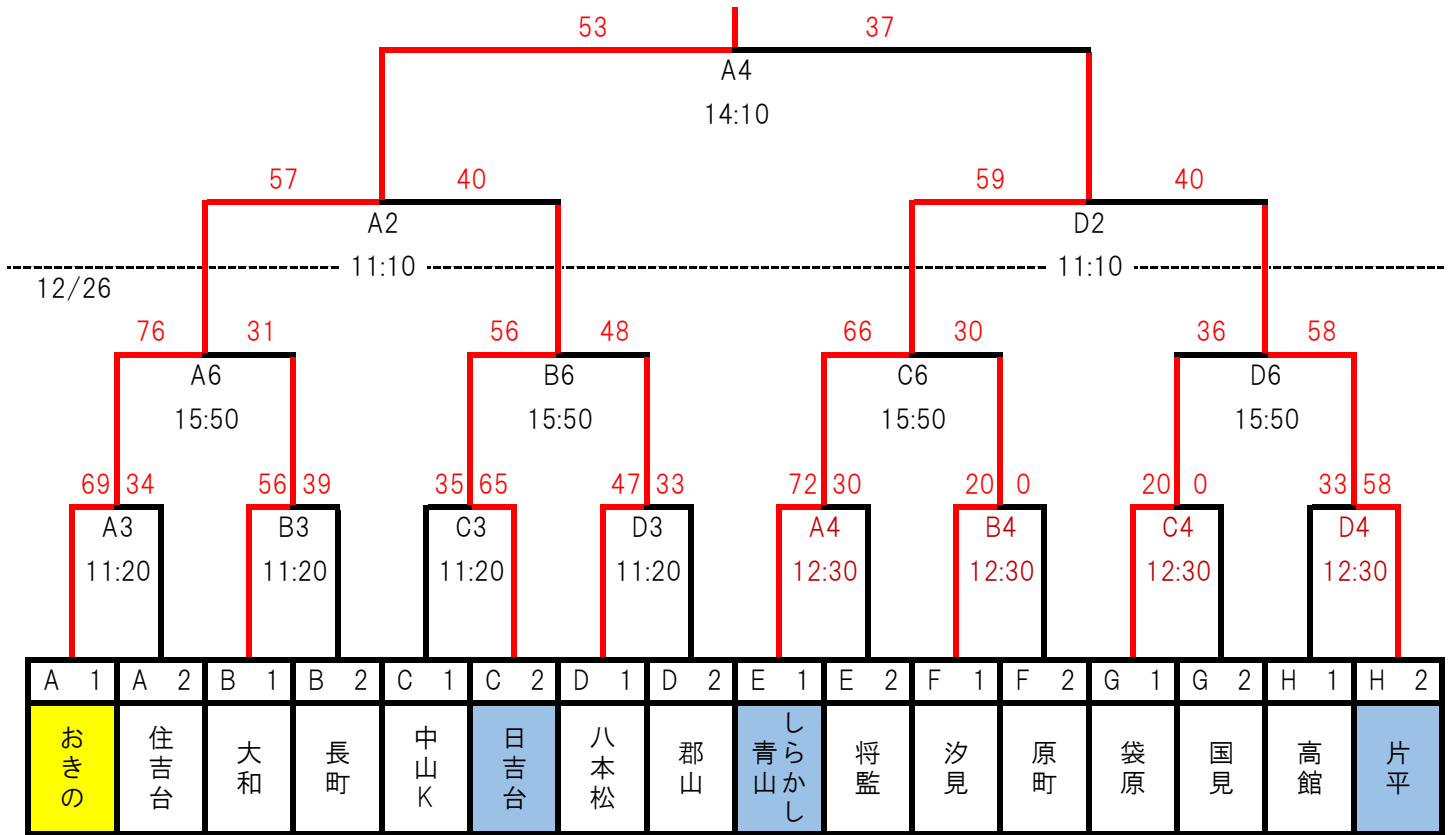 53 37
A4
14:10
57 40 59 40
A2 D2
11:10 11:10
12/26
76 31 56 48 66 30 36 58
A6 B6 C6 D6
15:50 15:50 15:50 15:50
69 34 56 39 35 65 47 33 72 30 20 0 20 0 33 58
A3 B3 C3 D3 A4 B4 C4 D4
11:20 11:20 11:20 11:20 12:30 12:30 12:30 12:30
A 1 A 2 B 1 B 2 C 1 C 2 D 1 D 2 E 1 E 2 F 1 F 2 G 1 G 2 H 1 H 2
おきの
住吉台
大和
長町
中山K
日吉台
八本松
郡山
しらかし
青山
将監
汐見
原町
袋原
国見
高館
片平